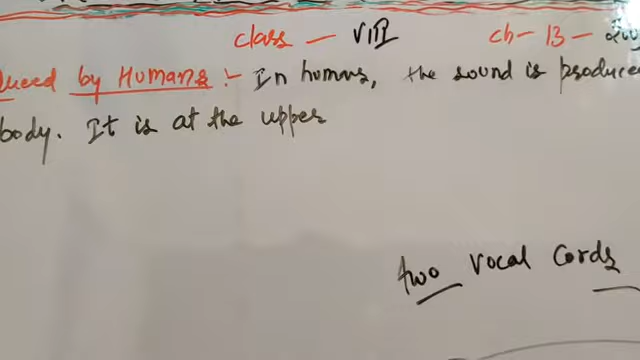 class - VIII ch - 13 -
by Humans :- In humans, the sound is produced
body. It is at the upper
two vocal cords